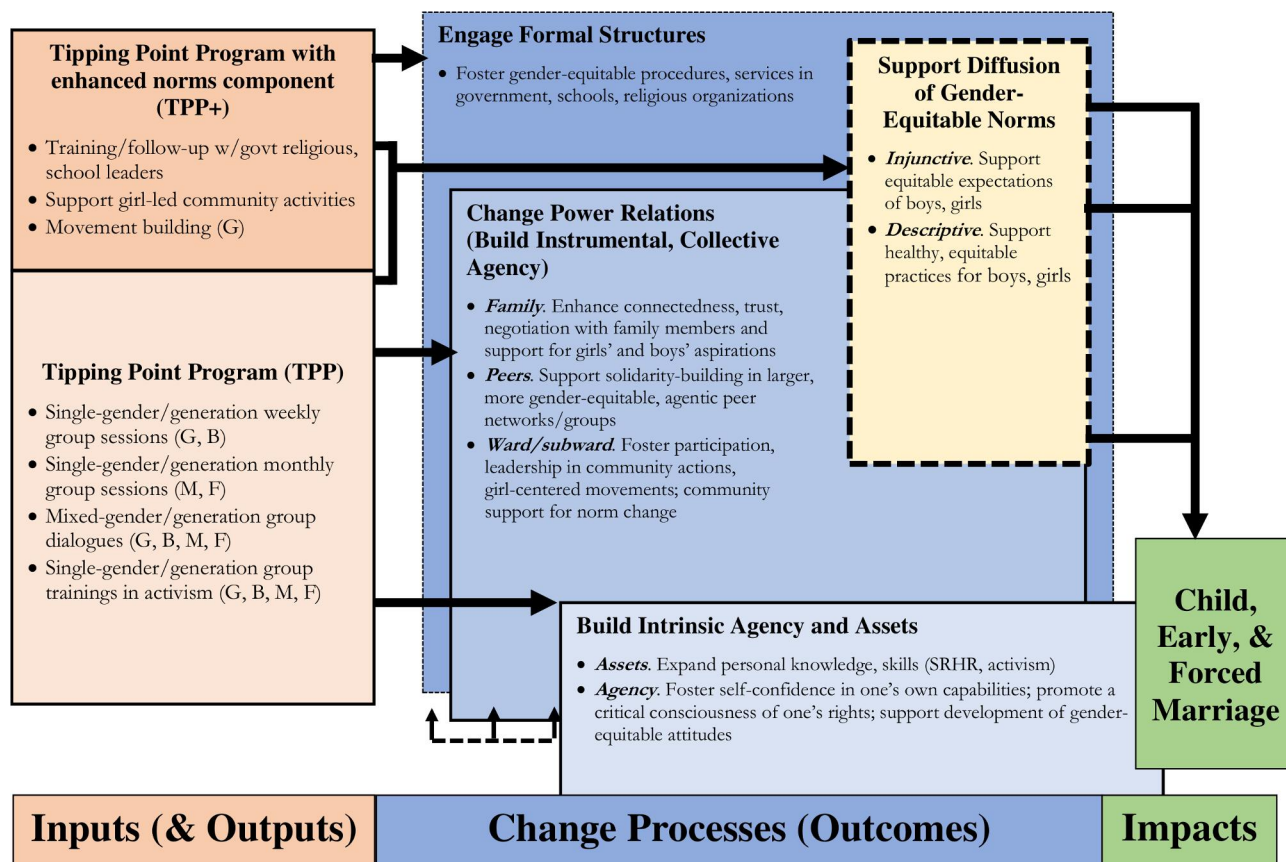 Tipping Point Program with
enhanced norms component
(TPP+)
• Training/follow-up w/govt religious,
school leaders
• Support girl-led community activities
• Movement building (G)
Tipping Point Program (TPP)
• Single-gender/generation weekly
group sessions (G, B)
• Single-gender/generation monthly
group sessions (M, F)
• Mixed-gender/generation group
dialogues (G, B, M, F)
• Single-gender/generation group
trainings in activism (G, B, M, F)
Engage Formal Structures
• Foster gender-equitable procedures, services in
government, schools, religious organizations
Support Diffusion
of Gender-
Equitable Norms
• Injunctive. Support
equitable expectations
of boys, girls
• Descriptive. Support
healthy, equitable
practices for boys, girls
Change Power Relations
(Build Instrumental, Collective
Agency)
• Family. Enhance connectedness, trust,
negotiation with family members and
support for girls’ and boys’ aspirations
• Peers. Support solidarity-building in larger,
more gender-equitable, agentic peer
networks/groups
• Ward/subward. Foster participation,
leadership in community actions,
girl-centered movements; community
support for norm change
Build Intrinsic Agency and Assets
• Assets. Expand personal knowledge, skills (SRHR, activism)
• Agency. Foster self-confidence in one’s own capabilities; promote a
critical consciousness of one’s rights; support development of gender-
equitable attitudes
Child,
Early, &
Forced
Marriage
Inputs (& Outputs)
Change Processes (Outcomes)
Impacts